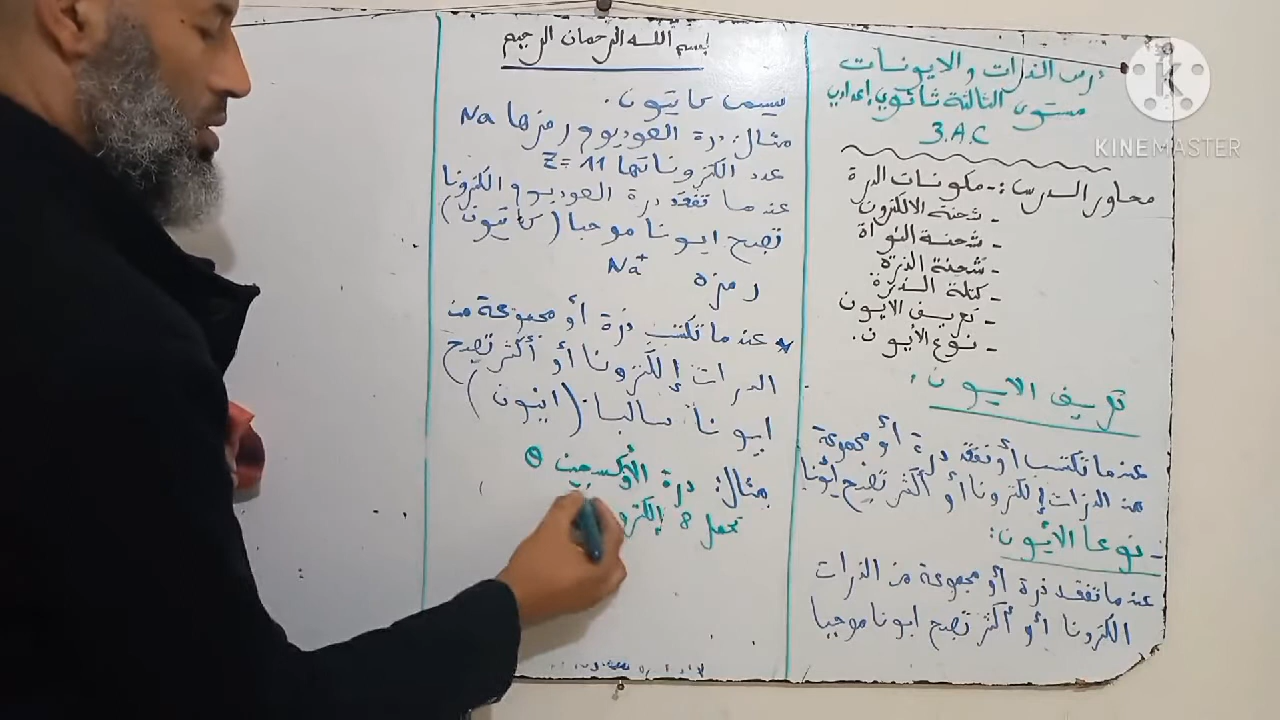 درس الذرات والايونات
مستوى الثالثة ثانوي إعدادي
3.A.C
محاور الدرس: - مكونات الذرة
- شحنة الالكترون
- شحنة النواة
- شحنة الذرة
- كتلة الذرة
- تعريف الايون
- نوع الأيون.
تعريف الايون:
عندما تكتسب أو تفقد ذرة أو مجموعة
من الذرات إلكترونا أو أكثر تصبح أيونا
- نوعا الأيون:
عندما تفقد ذرة أو مجموعة من الذرات
الكترونا أو أكثر تصبح ايونا موجبا
بسم الله الرحمان الرحيم
يسمى كاتيون.
مثال: ذرة الصوديوم ورمزها Na
عدد الكتروناتها Z = 11
عندما تفقد ذرة الصوديوم الكترونا
تصبح ايونا موجبا (كاتيون)
رمزه Na+
* عندما تكتسب ذرة أو مجموعة من
الذرات إلكترونا أو أكثر تصبح
ايونا سالبا (انيون)
مثال: ذرة الأوكسجين O
تحمل 8
KINEMASTER